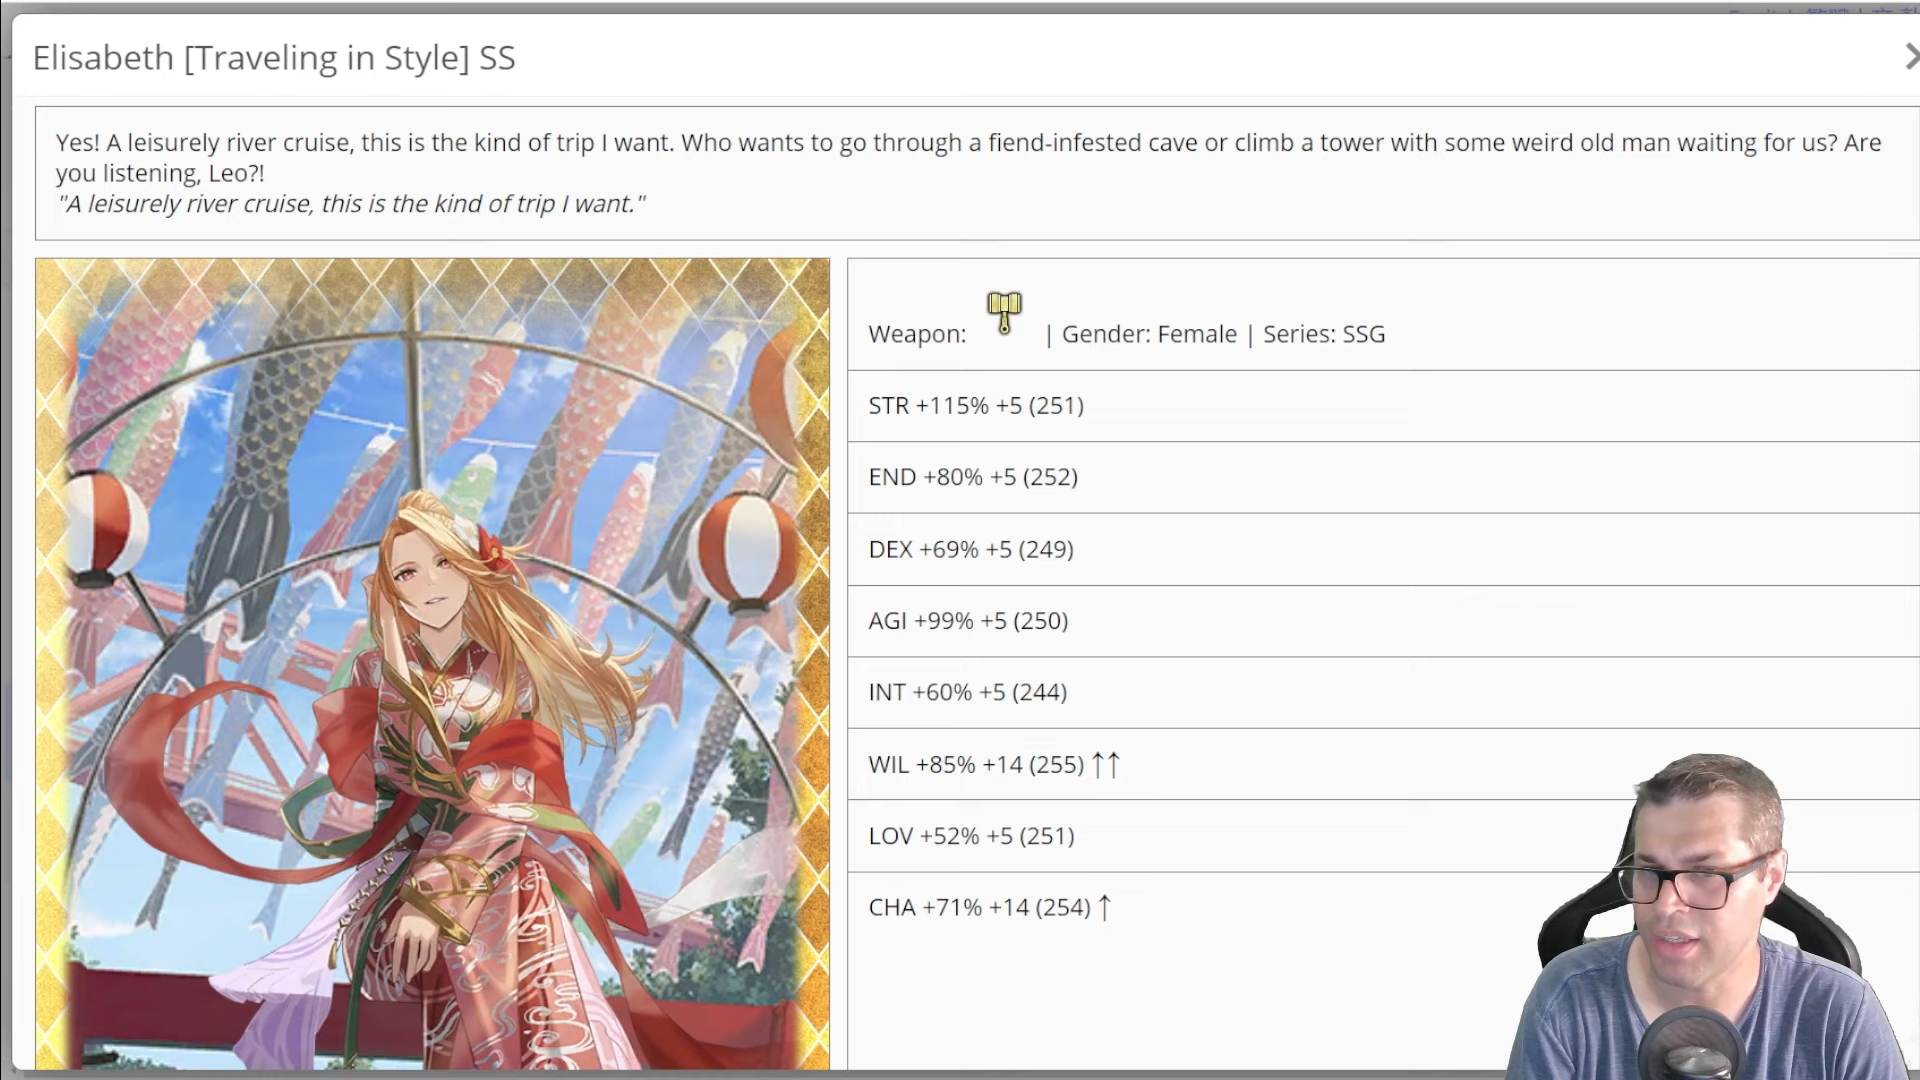 Elisabeth [Traveling in Style] SS
Yes! A leisurely river cruise, this is the kind of trip I want. Who wants to go through a fiend-infested cave or climb a tower with some weird old man waiting for us? Are
you listening, Leo?!
"A leisurely river cruise, this is the kind of trip I want."
Weapon: | Gender: Female | Series: SSG
STR +115% +5 (251)
END +80% +5 (252)
DEX +69% +5 (249)
AGI +99% +5 (250)
INT +60% +5 (244)
WIL +85% +14 (255) ↑↑
LOV +52% +5 (251)
CHA +71% +14 (254) ↑